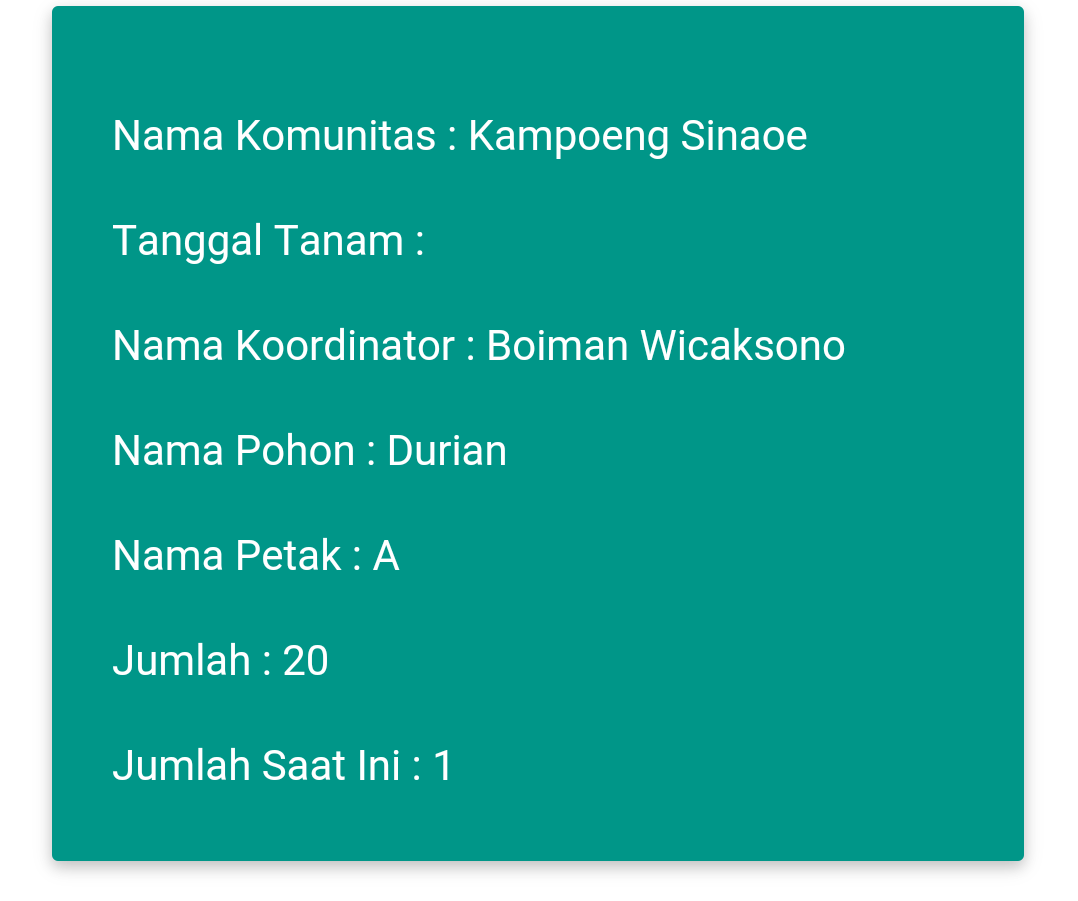 Nama Komunitas : Kampoeng Sinaoe
Tanggal Tanam :
Nama Koordinator : Boiman Wicaksono
Nama Pohon : Durian
Nama Petak : A
Jumlah : 20
Jumlah Saat Ini : 1